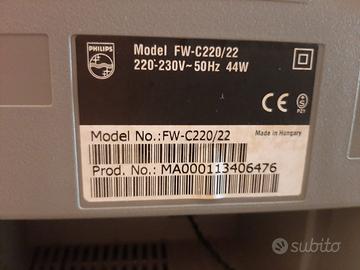 PHILIPS
Model FW-C220/22
220-230V~50Hz 44W
CE
PZ1
Model No.:FW-C220/22
Made in Hungary
Prod. No.: MA000113406476
subito